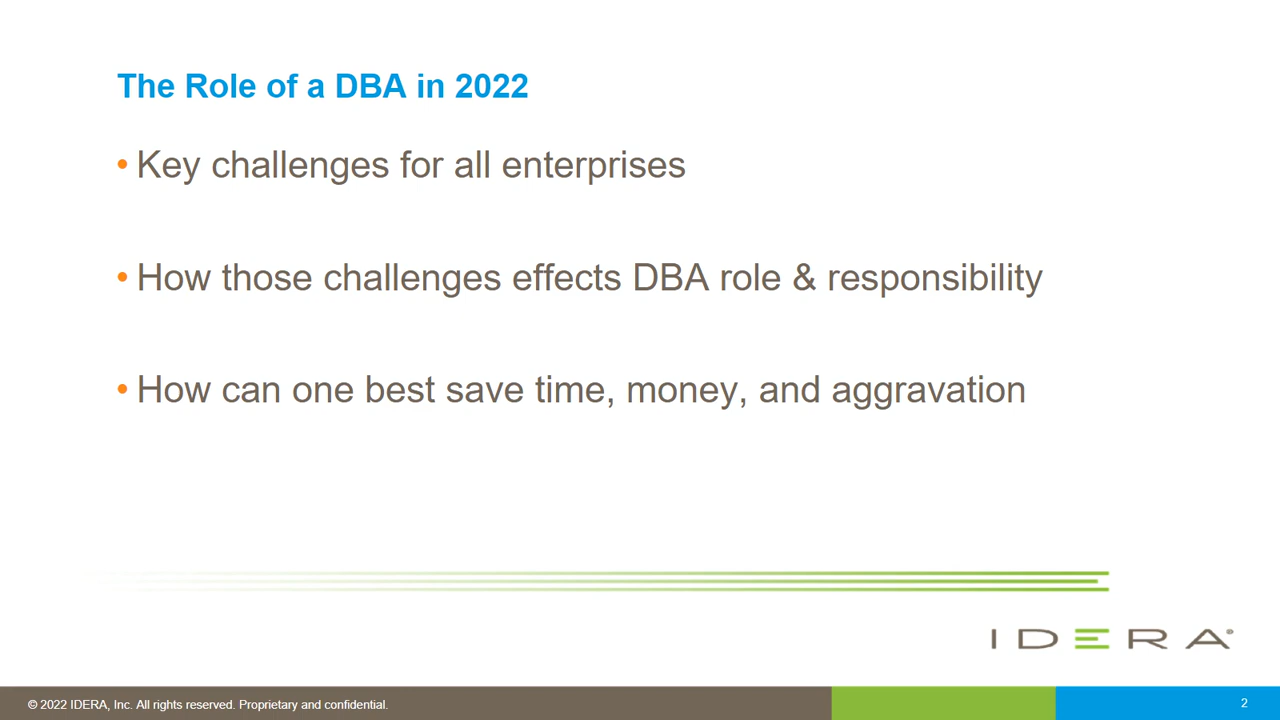 The Role of a DBA in 2022
• Key challenges for all enterprises
• How those challenges effects DBA role & responsibility
• How can one best save time, money, and aggravation
IDERA®
© 2022 IDERA, Inc. All rights reserved. Proprietary and confidential.
2